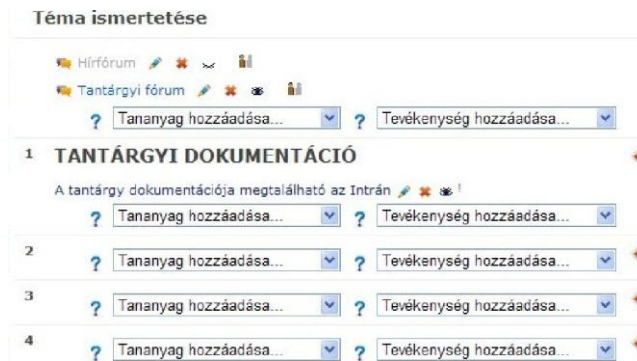 Téma ismertetése
Hírfórum
Tantárgyi fórum
? Tananyag hozzáadása... ? Tevékenység hozzáadása...
1 TANTÁRGYI DOKUMENTÁCIÓ
A tantárgy dokumentációja megtalálható az Intrán !
? Tananyag hozzáadása... ? Tevékenység hozzáadása...
2
? Tananyag hozzáadása... ? Tevékenység hozzáadása...
3
? Tananyag hozzáadása... ? Tevékenység hozzáadása...
4
? Tananyag hozzáadása... ? Tevékenység hozzáadása...